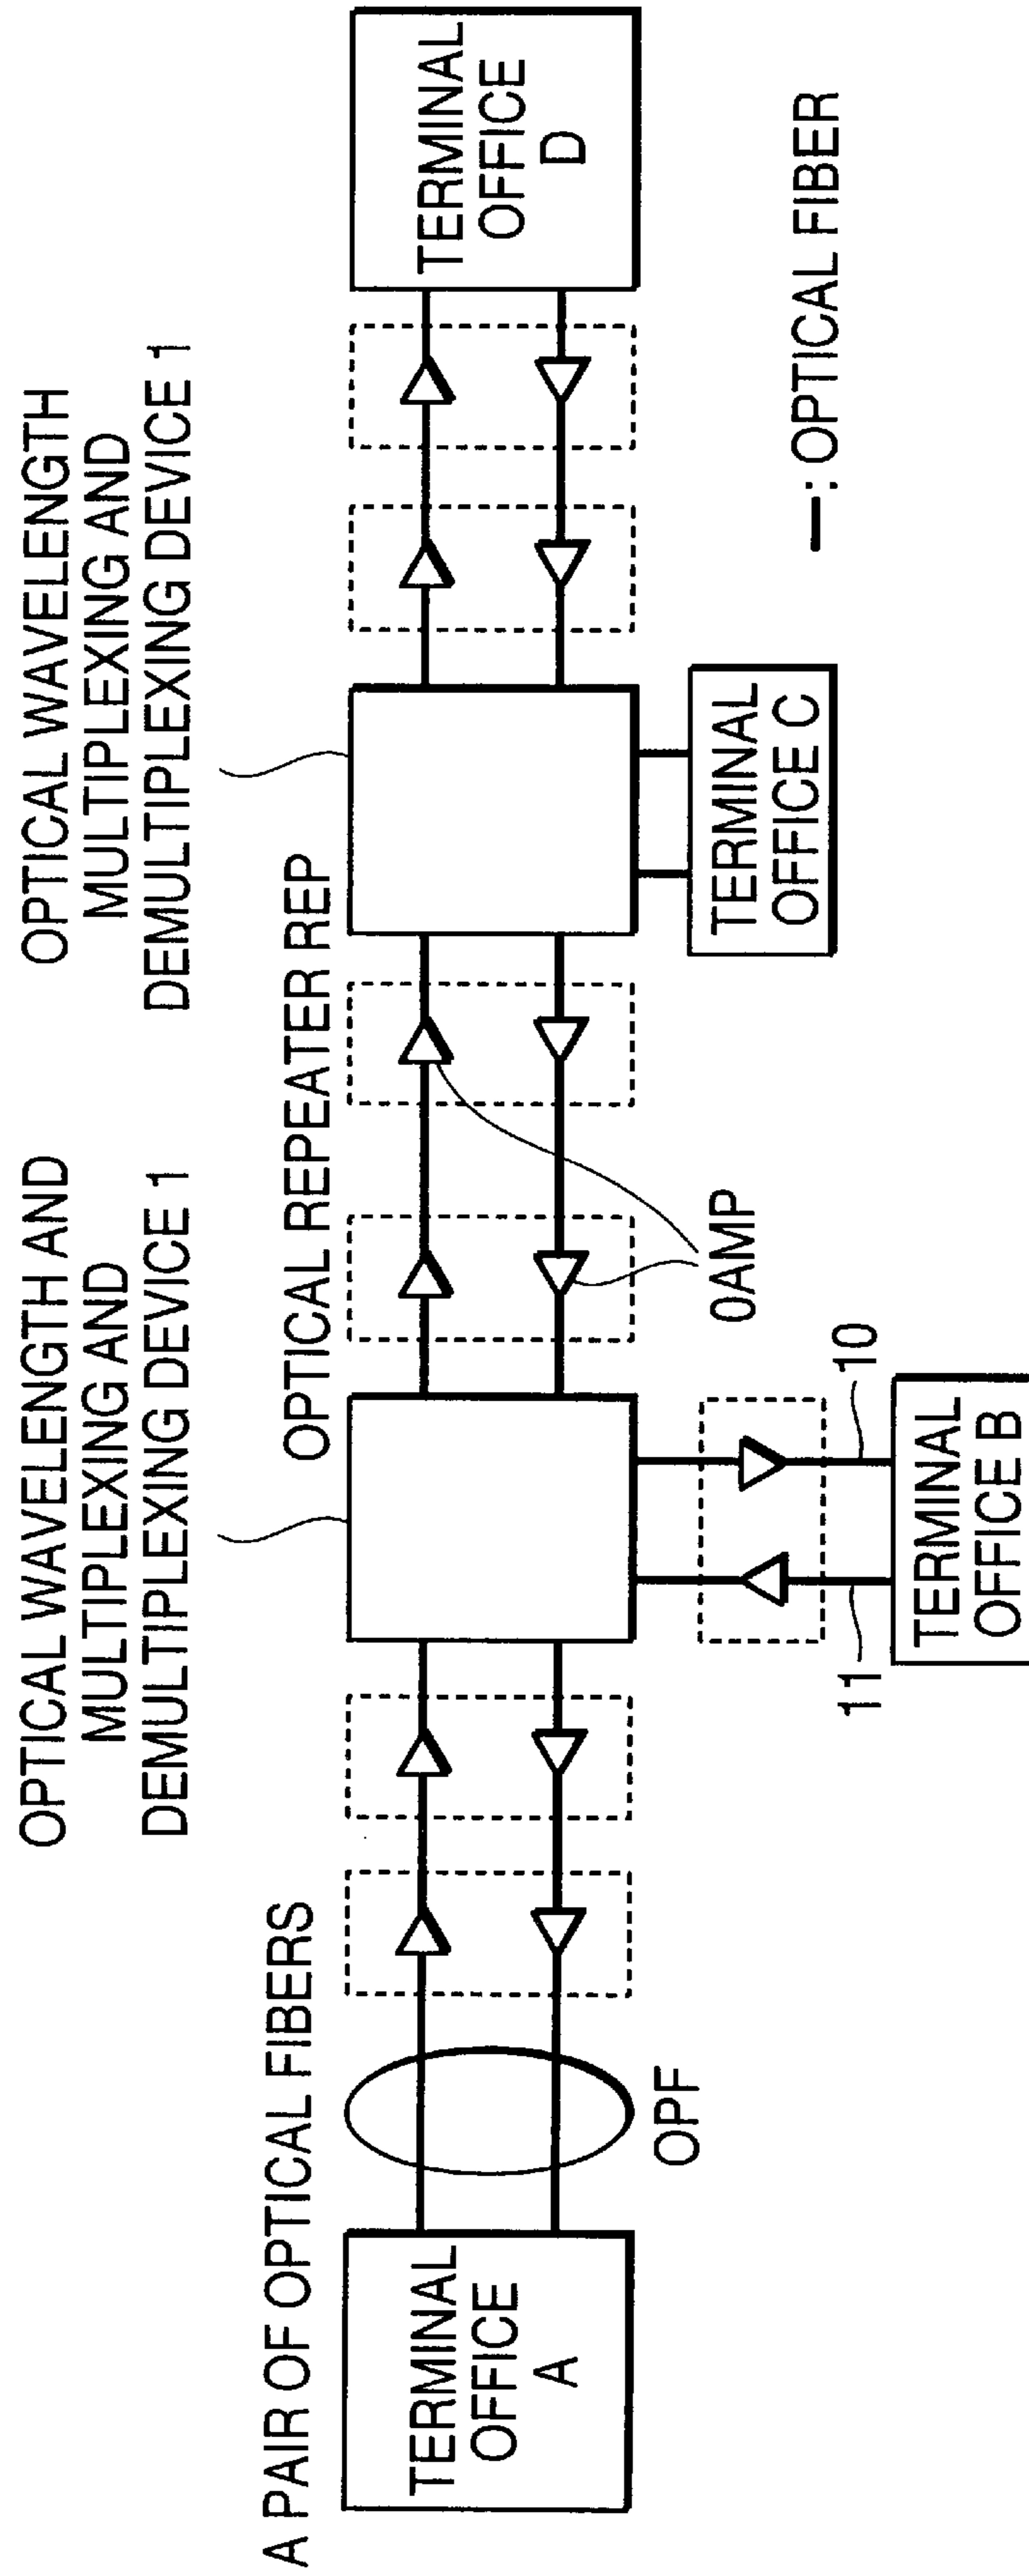 OPTICAL WAVELENGTH AND
MULTIPLEXING AND
DEMULTIPLEXING DEVICE 1
OPTICAL WAVELENGTH
MULTIPLEXING AND
DEMULTIPLEXING DEVICE 1
A PAIR OF OPTICAL FIBERS
OPTICAL REPEATER REP
TERMINAL
OFFICE
A
TERMINAL
OFFICE
D
OPF
0AMP
TERMINAL
OFFICE C
11
10
TERMINAL
OFFICE B
: OPTICAL FIBER